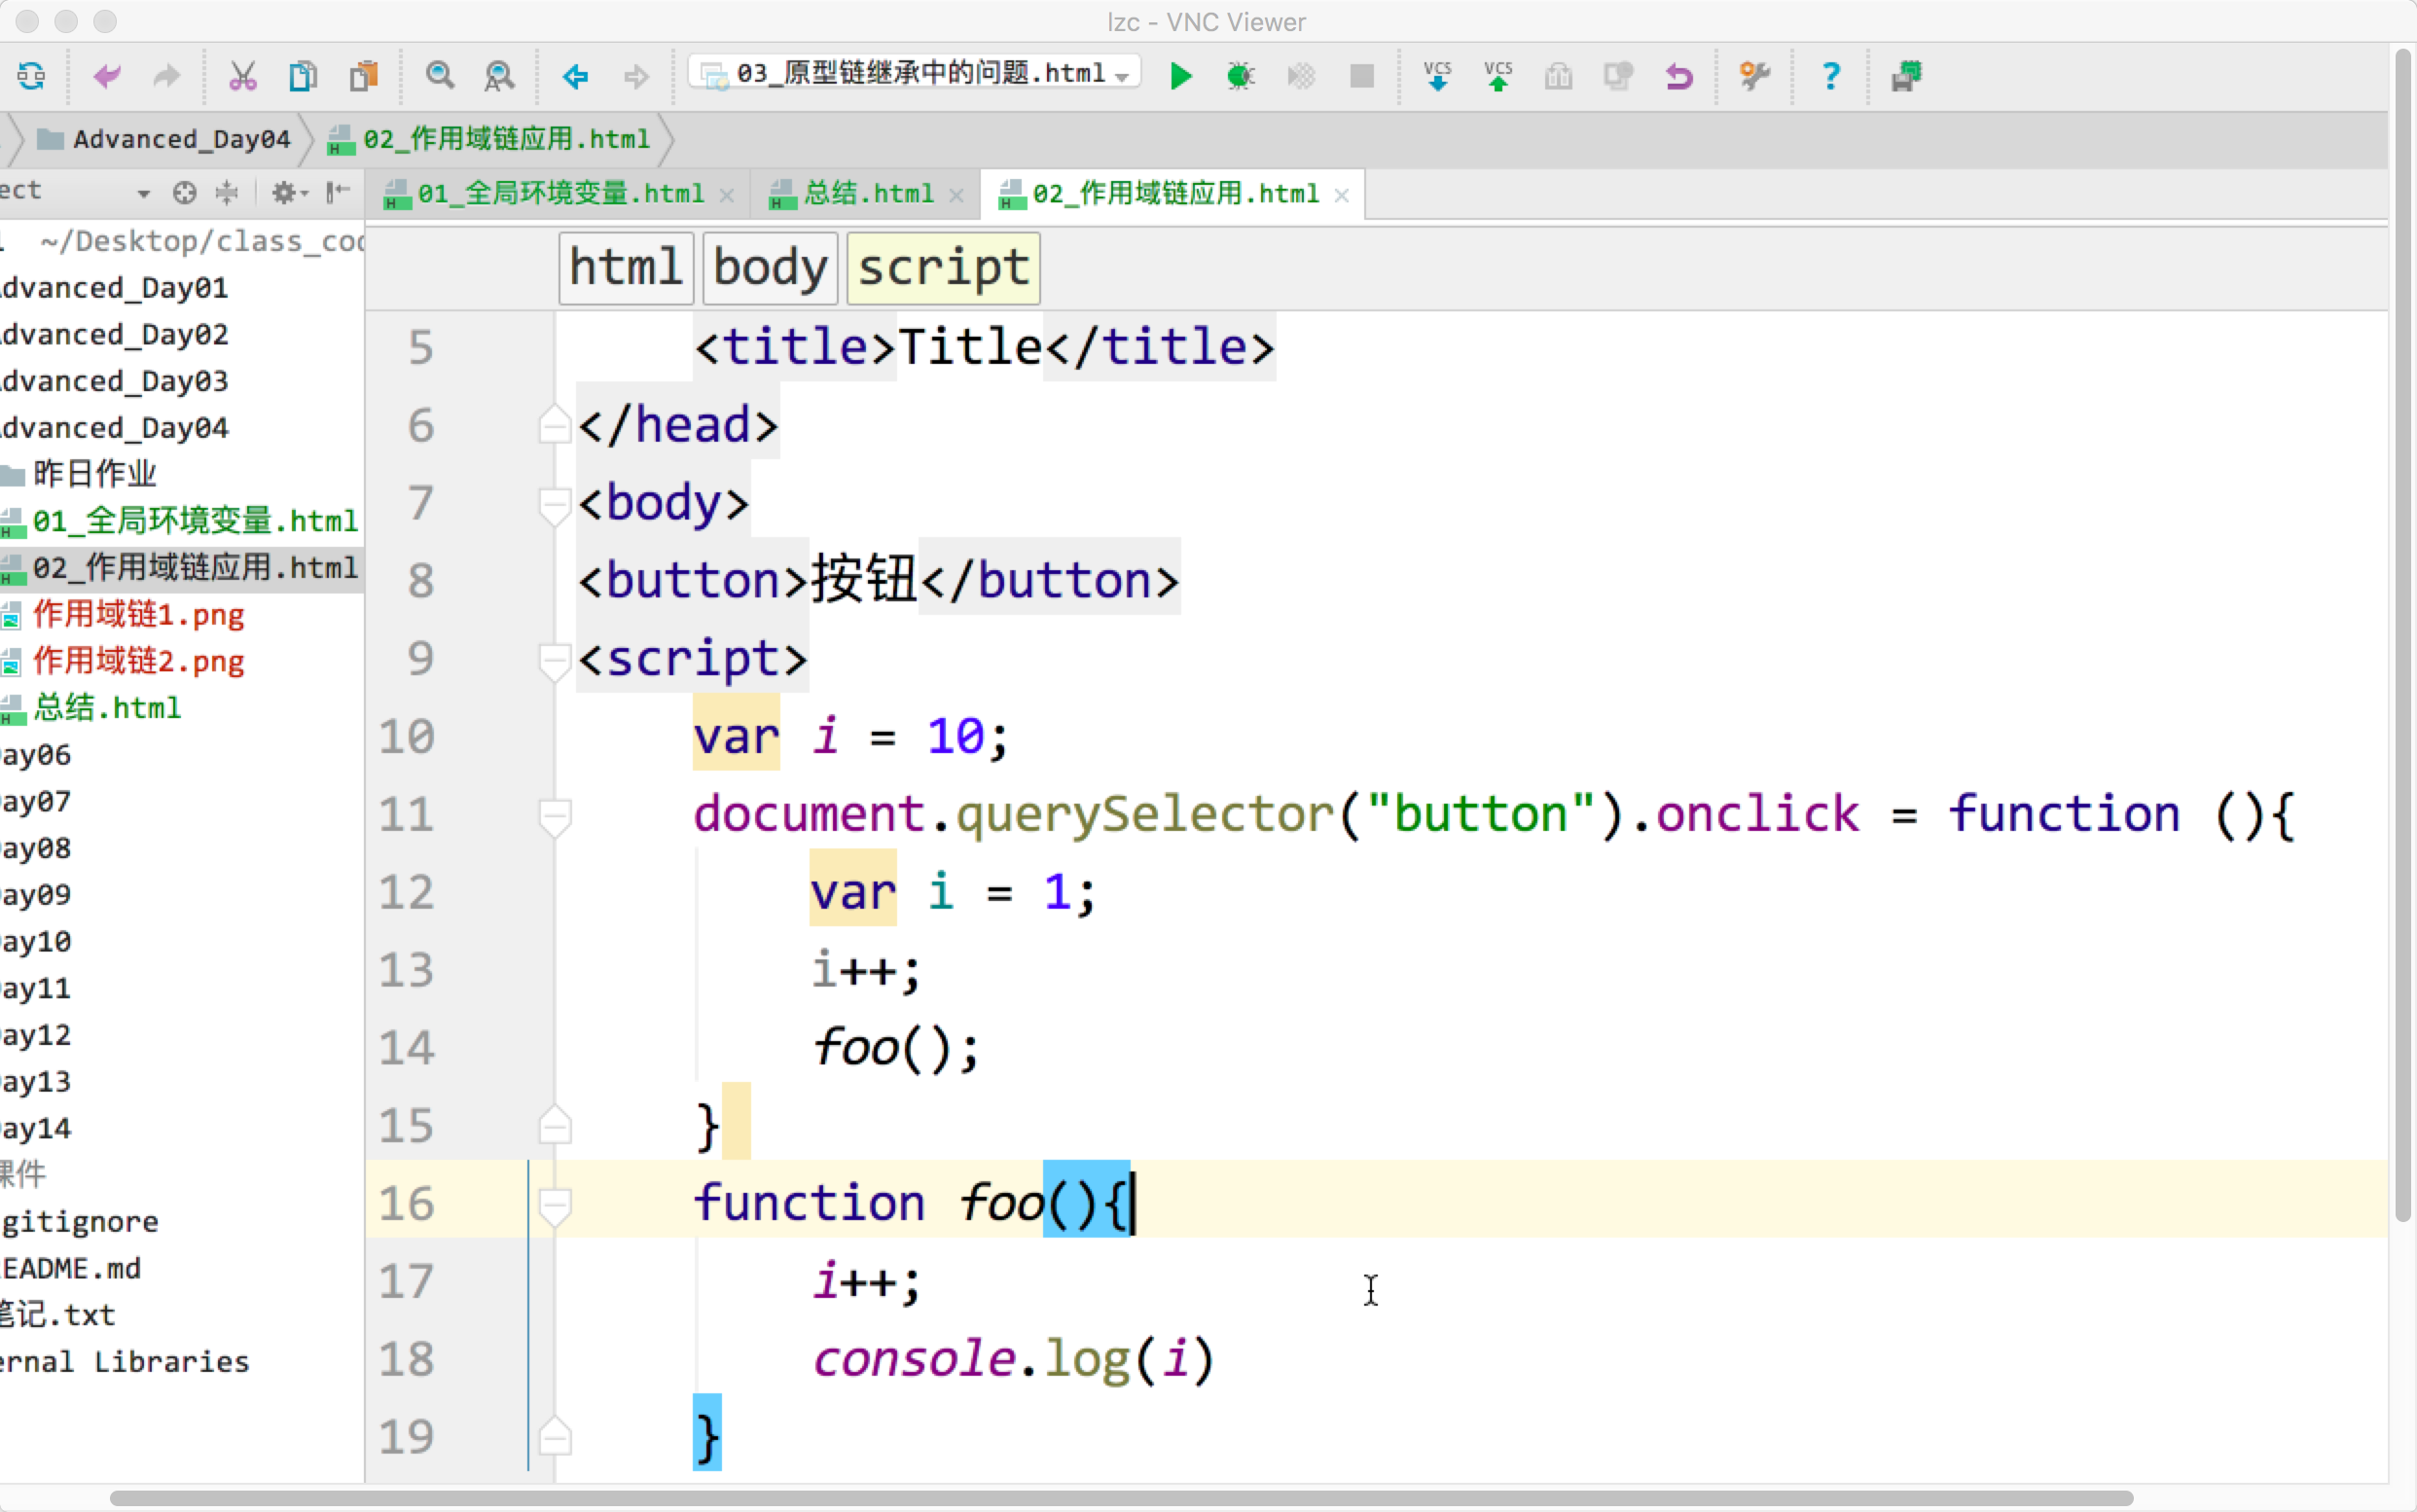 lzc - VNC Viewer
03_原型链继承中的问题.html
VCS VCS
Advanced_Day04 02_作用域链应用.html
ect
01_全局环境变量.html 总结.html 02_作用域链应用.html
~/Desktop/class_coc
dvanced_Day01
dvanced_Day02
dvanced_Day03
dvanced_Day04
昨日作业
01_全局环境变量.html
02_作用域链应用.html
作用域链1.png
作用域链2.png
总结.html
ay06
ay07
ay08
ay09
ay10
ay11
ay12
ay13
ay14
课件
gitignore
EADME.md
笔记.txt
ernal Libraries
html body script
5 <title>Title</title>
6 </head>
7 <body>
8 <button>按钮</button>
9 <script>
10 var i = 10;
11 document.querySelector("button").onclick = function (){
12 var i = 1;
13 i++;
14 foo();
15 }
16 function foo(){
17 i++;
18 console.log(i)
19 }